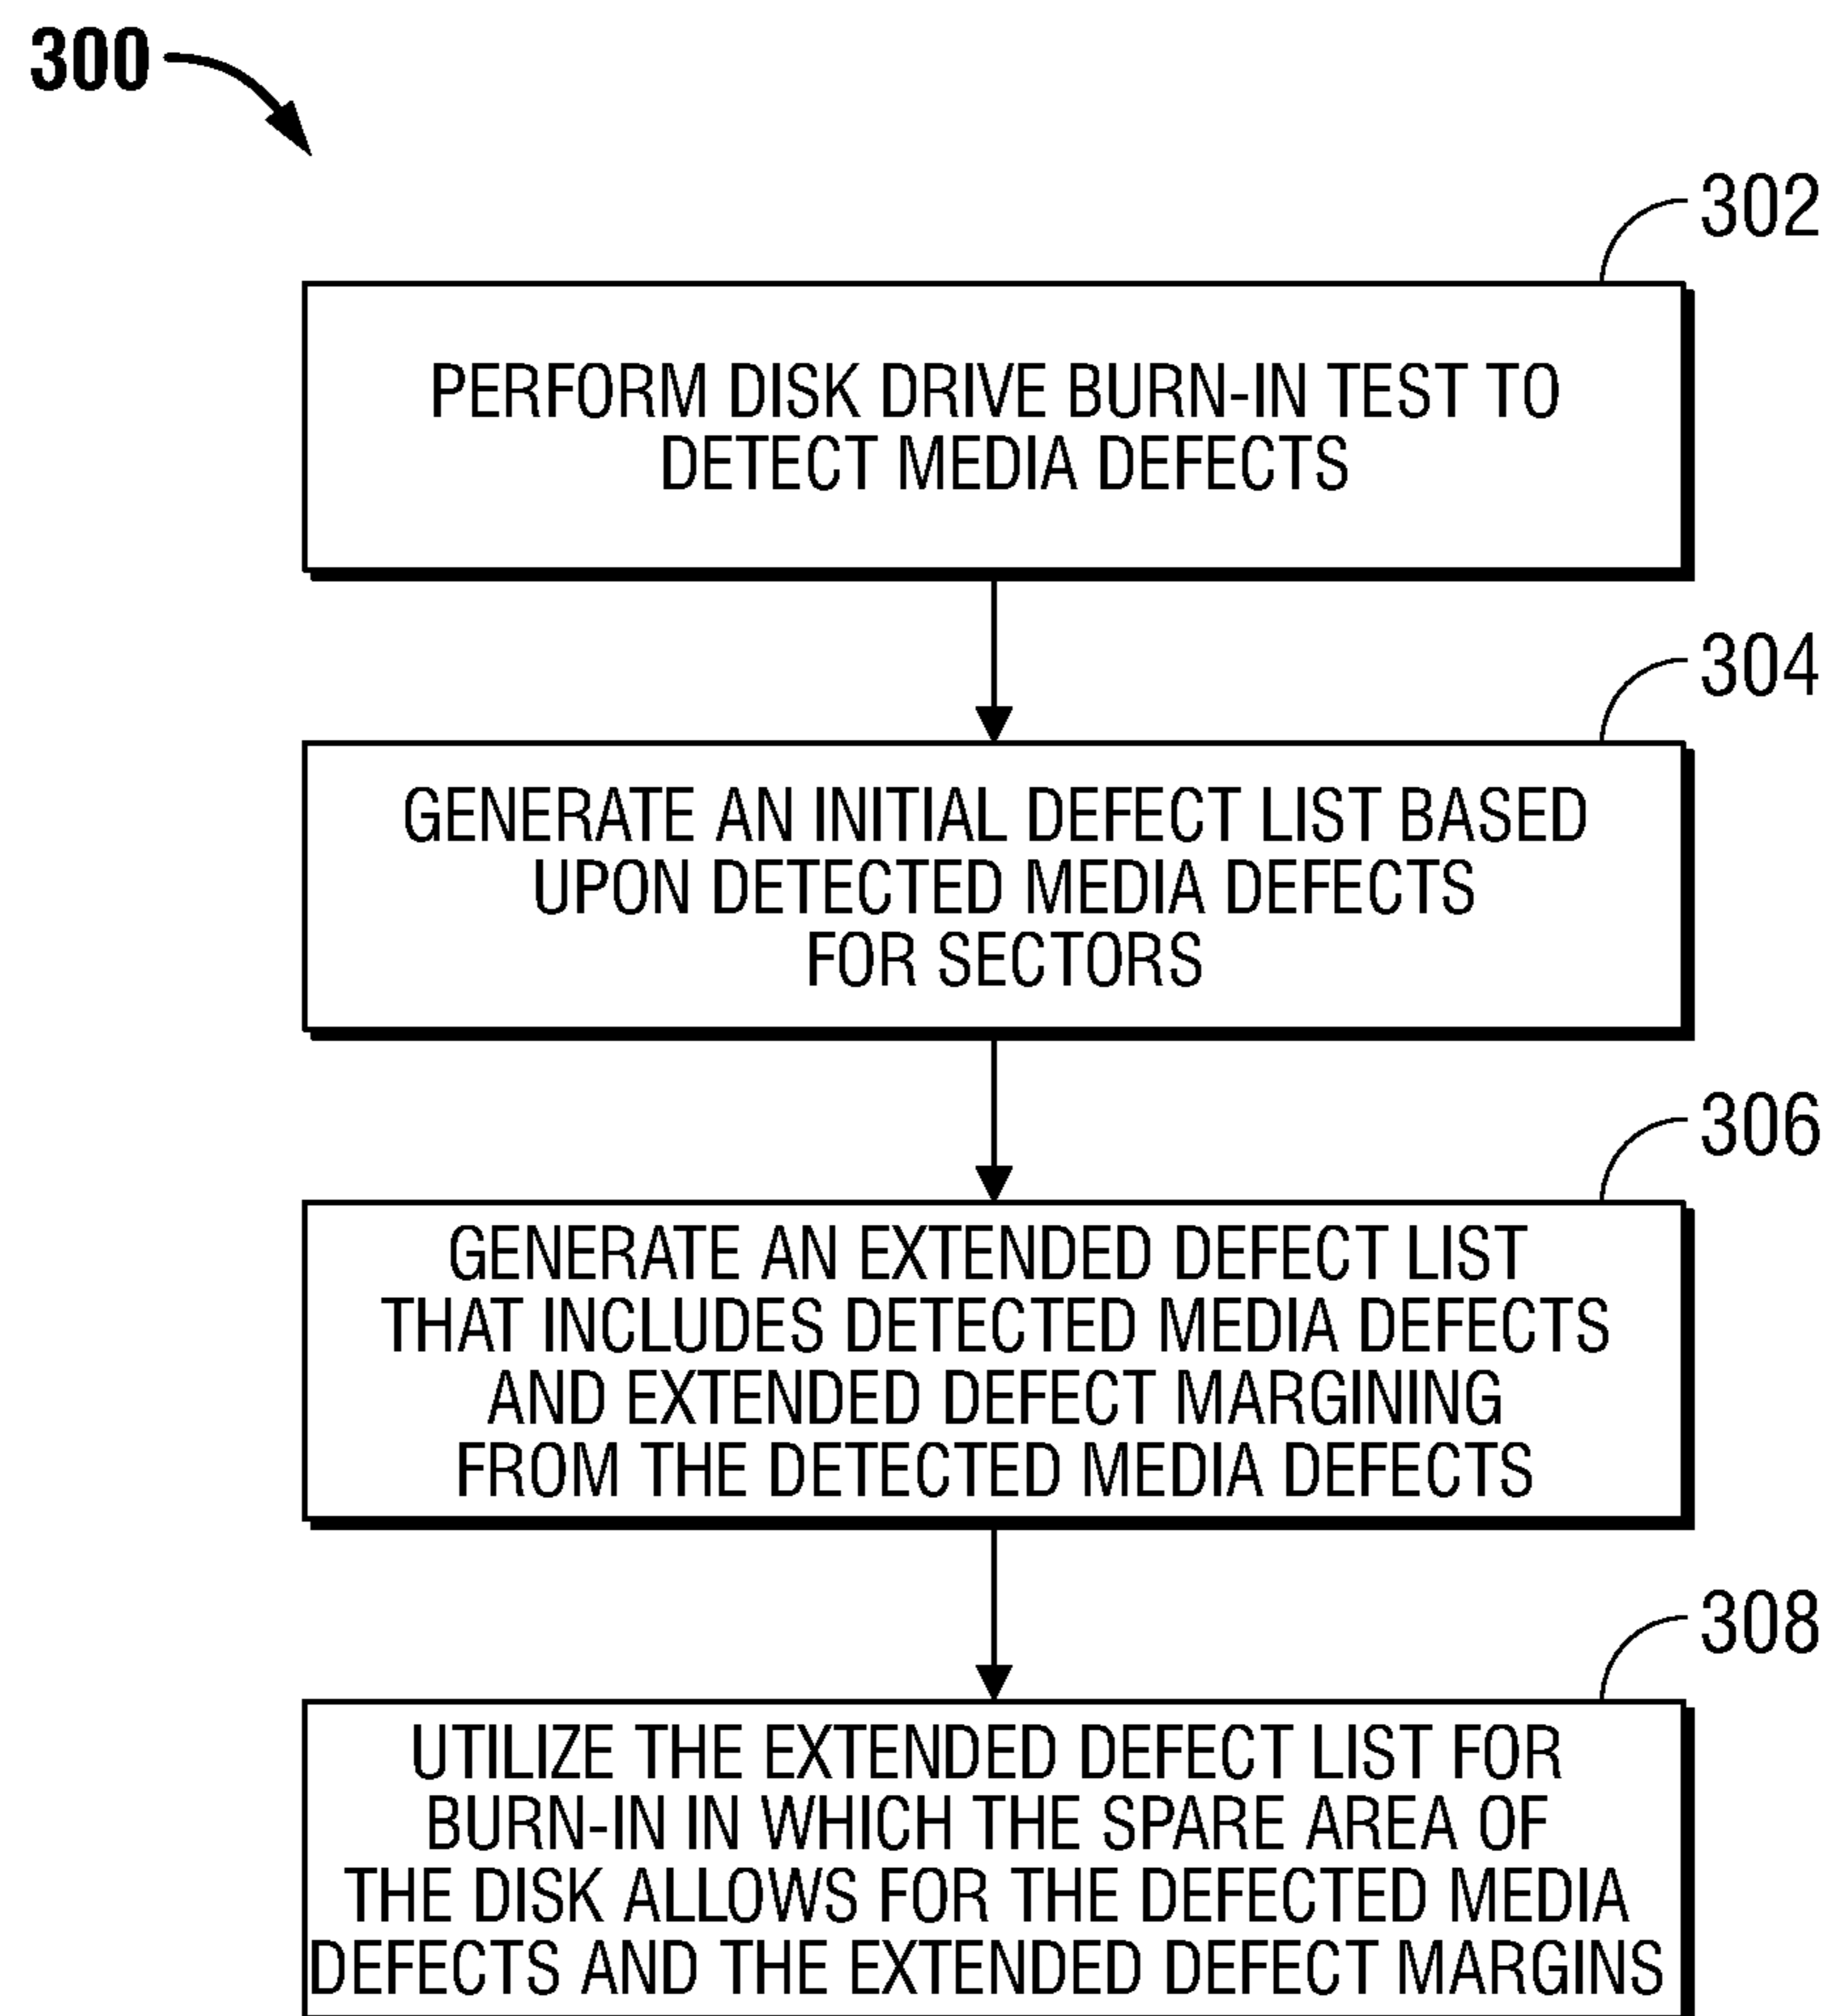 300
302
PERFORM DISK DRIVE BURN-IN TEST TO
DETECT MEDIA DEFECTS
304
GENERATE AN INITIAL DEFECT LIST BASED
UPON DETECTED MEDIA DEFECTS
FOR SECTORS
306
GENERATE AN EXTENDED DEFECT LIST
THAT INCLUDES DETECTED MEDIA DEFECTS
AND EXTENDED DEFECT MARGINING
FROM THE DETECTED MEDIA DEFECTS
308
UTILIZE THE EXTENDED DEFECT LIST FOR
BURN-IN IN WHICH THE SPARE AREA OF
THE DISK ALLOWS FOR THE DEFECTED MEDIA
DEFECTS AND THE EXTENDED DEFECT MARGINS